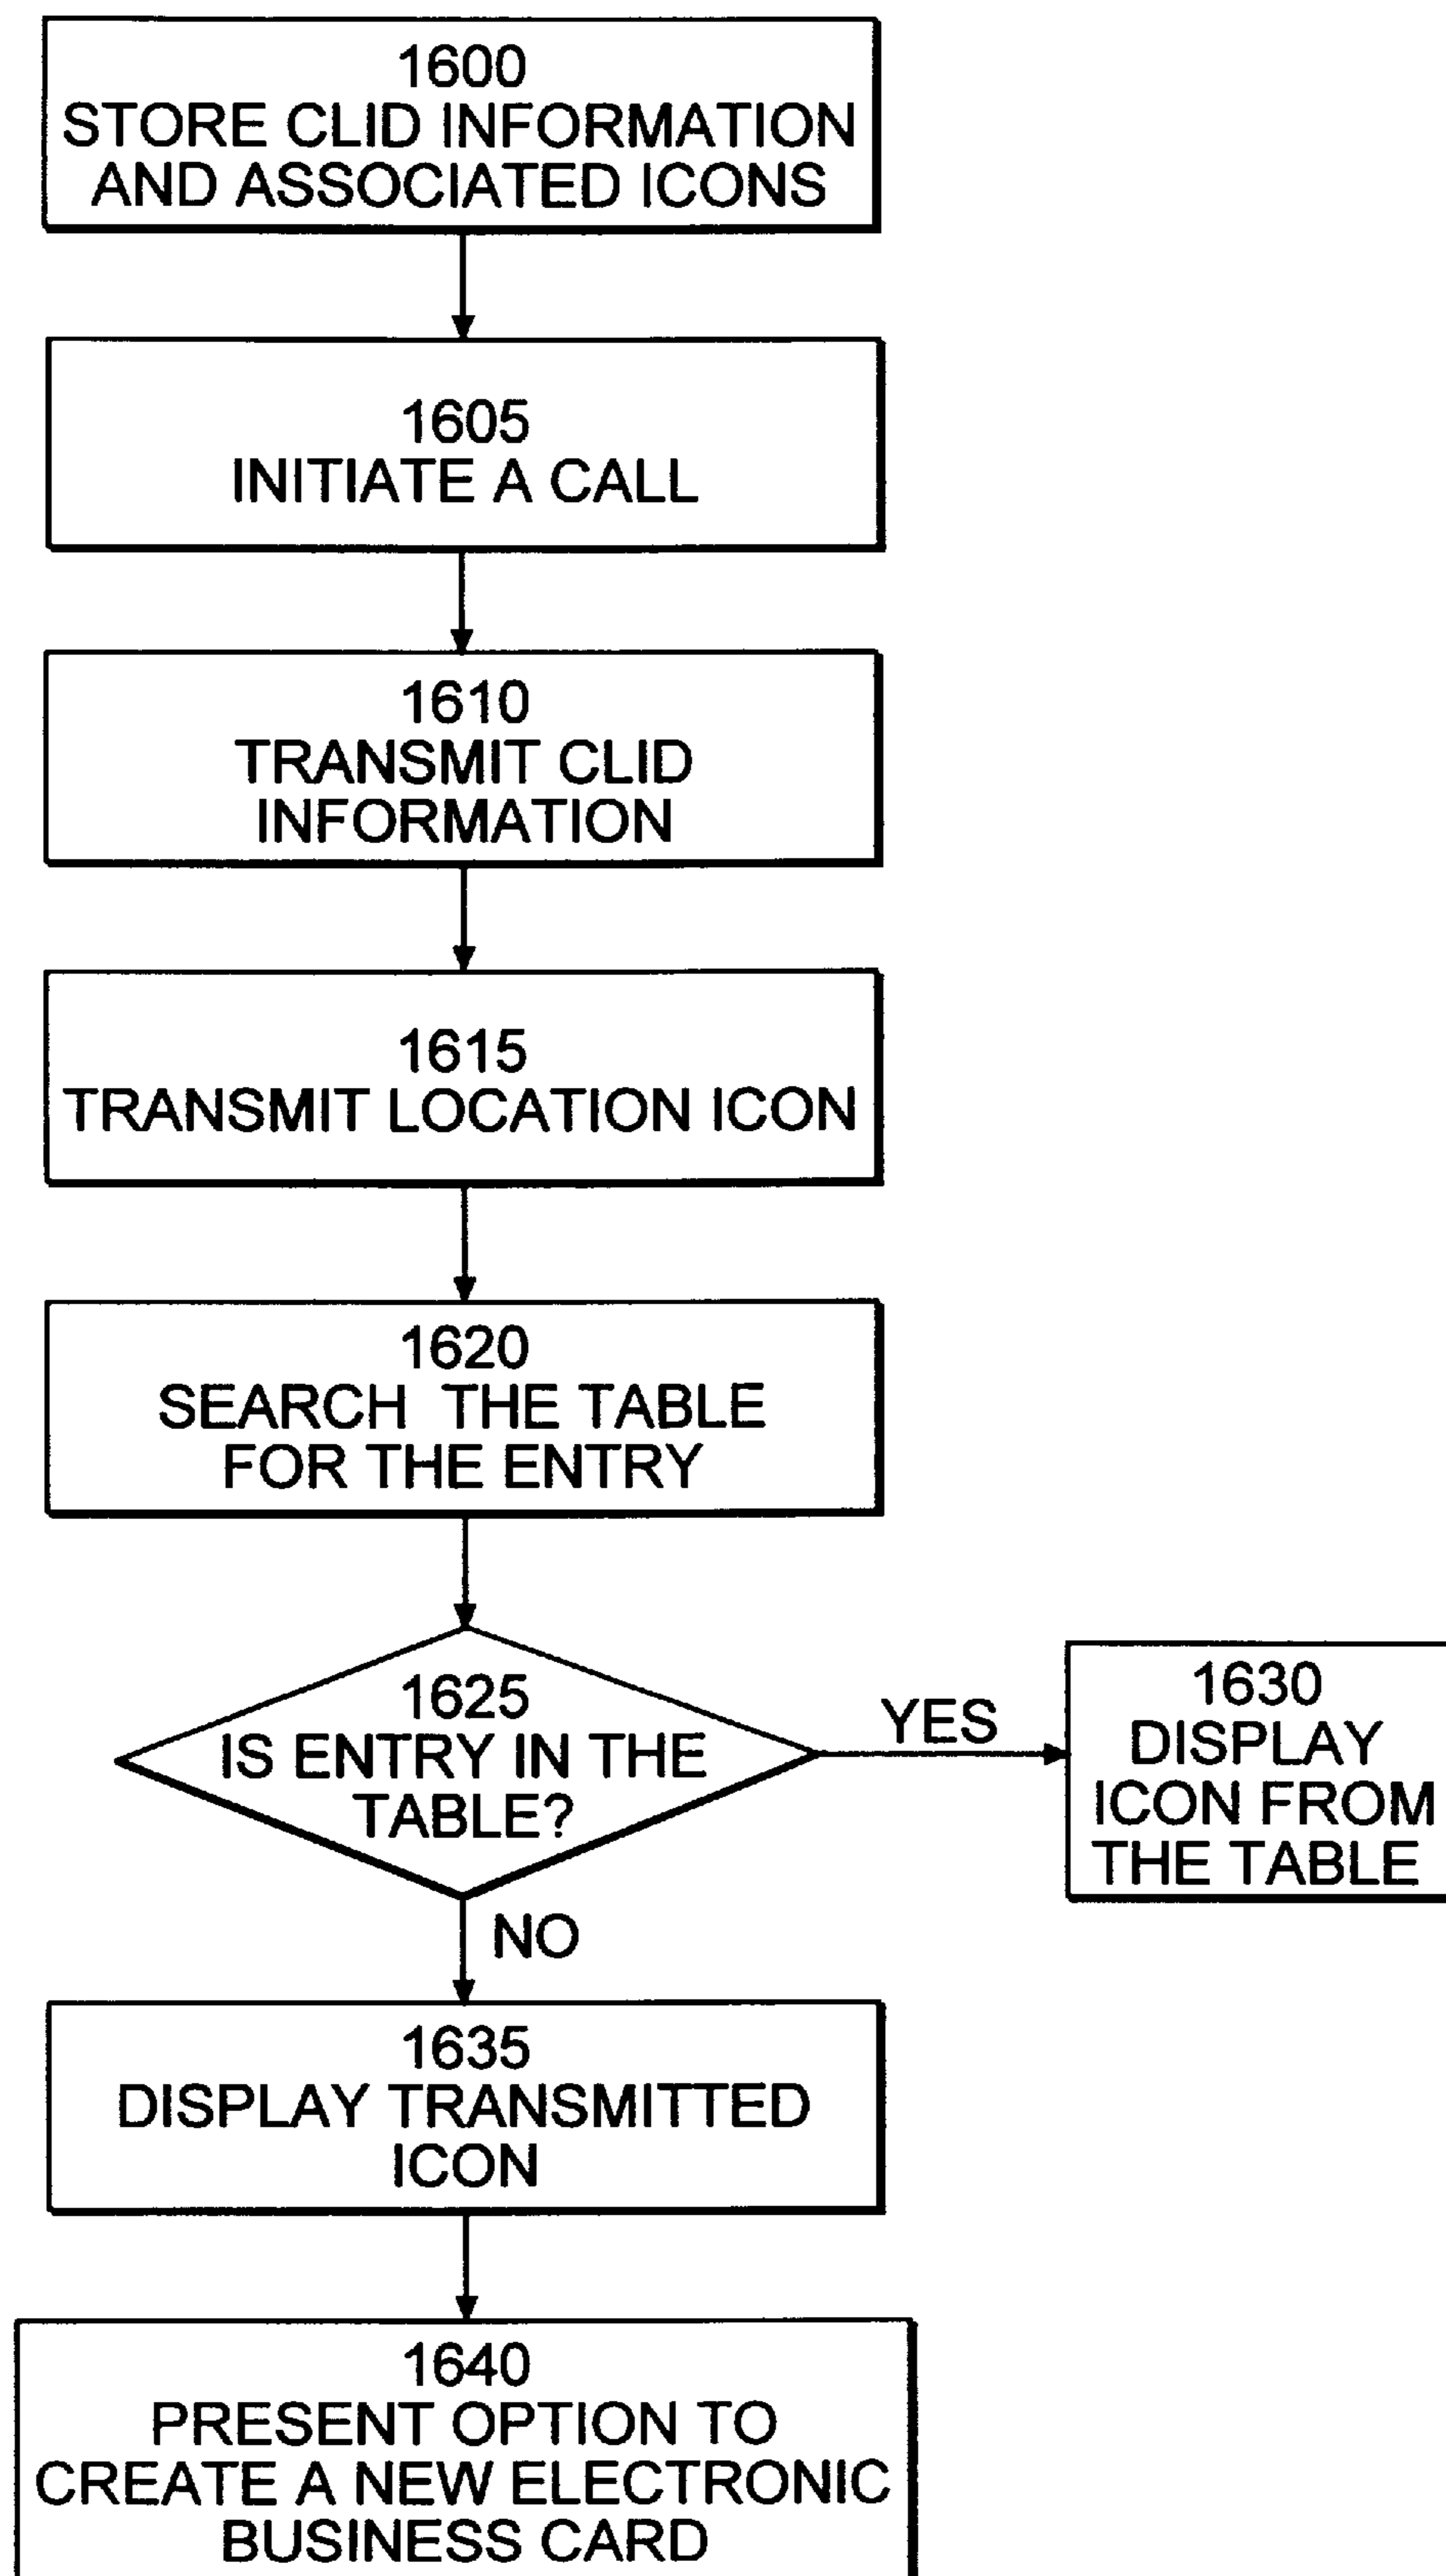 1600
STORE CLID INFORMATION
AND ASSOCIATED ICONS
1605
INITIATE A CALL
1610
TRANSMIT CLID
INFORMATION
1615
TRANSMIT LOCATION ICON
1620
SEARCH THE TABLE
FOR THE ENTRY
1625
IS ENTRY IN THE
TABLE?
YES
1630
DISPLAY
ICON FROM
THE TABLE
NO
1635
DISPLAY TRANSMITTED
ICON
1640
PRESENT OPTION TO
CREATE A NEW ELECTRONIC
BUSINESS CARD